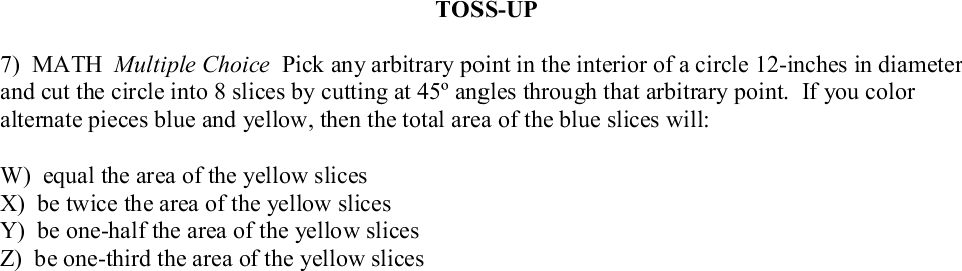 TOSS-UP
7) MATH Multiple Choice Pick any arbitrary point in the interior of a circle 12-inches in diameter
and cut the circle into 8 slices by cutting at 45º angles through that arbitrary point. If you color
alternate pieces blue and yellow, then the total area of the blue slices will:
W) equal the area of the yellow slices
X) be twice the area of the yellow slices
Y) be one-half the area of the yellow slices
Z) be one-third the area of the yellow slices